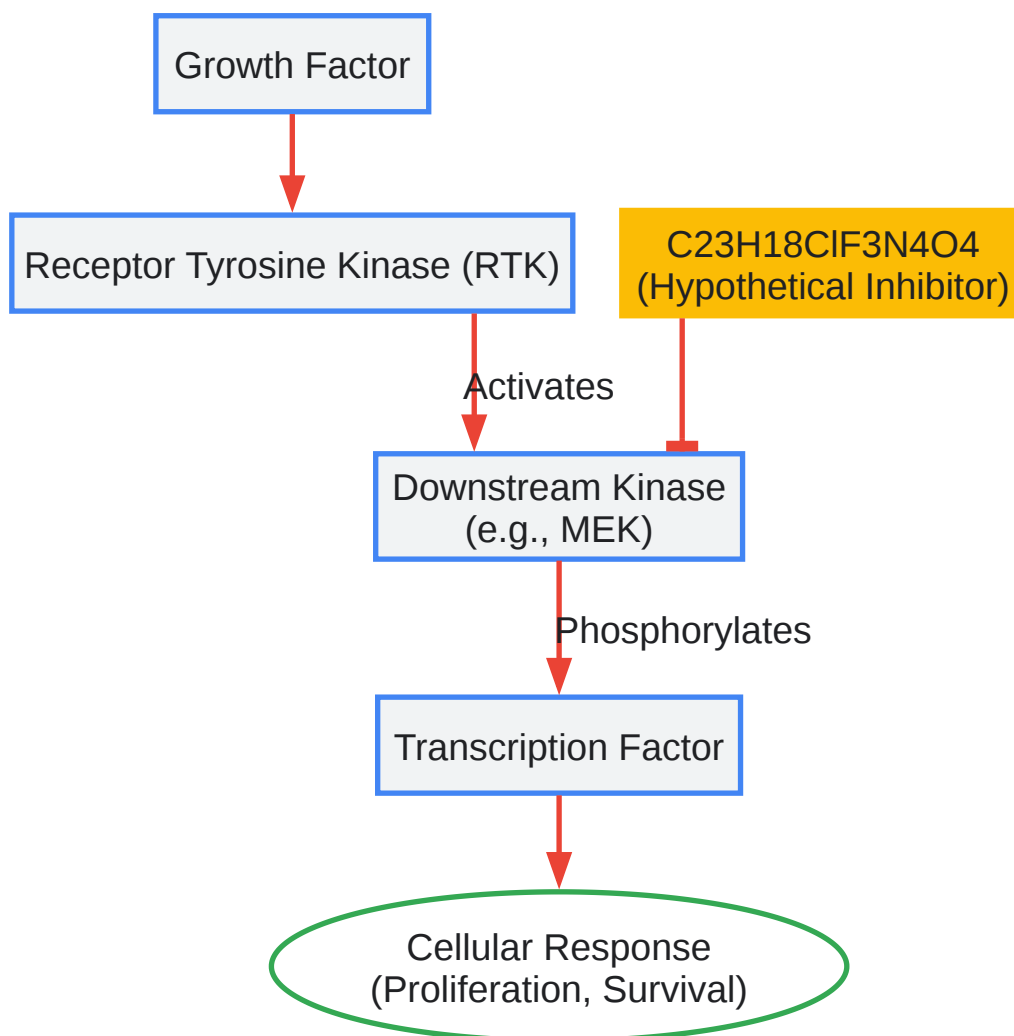 Growth Factor
Receptor Tyrosine Kinase (RTK)
C23H18ClF3N4O4
(Hypothetical Inhibitor)
Activates
Downstream Kinase
(e.g., MEK)
Phosphorylates
Transcription Factor
Cellular Response
(Proliferation, Survival)